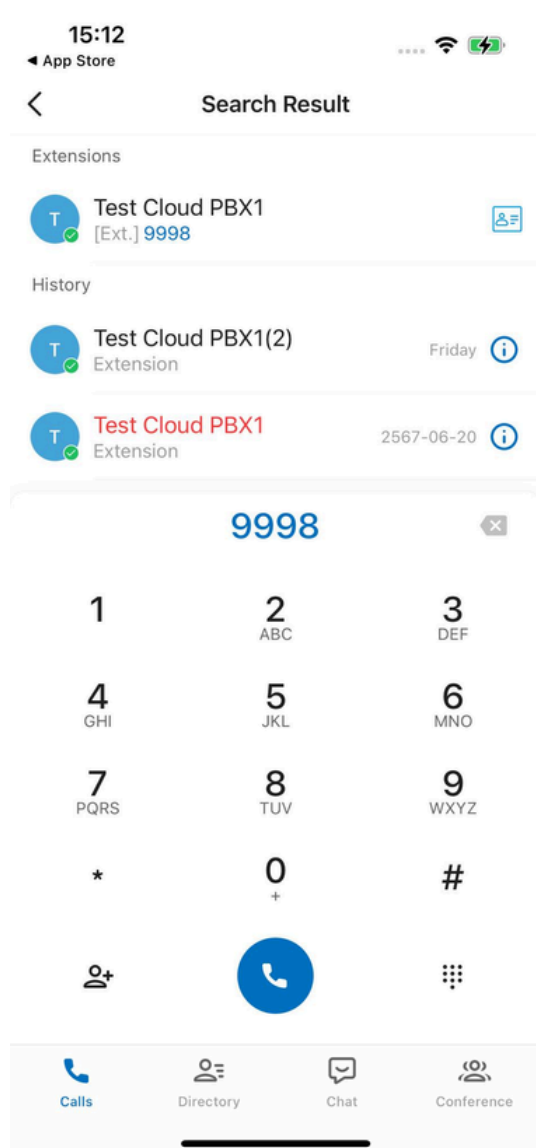 15:12
◀ App Store
Search Result
Extensions
T
Test Cloud PBX1
[Ext.] 9998
History
T
Test Cloud PBX1(2)
Extension
Friday
T
Test Cloud PBX1
Extension
2567-06-20
9998
1 2 3
ABC DEF
4 5 6
GHI JKL MNO
7 8 9
PQRS TUV WXYZ
* 0 #
+
Calls Directory Chat Conference